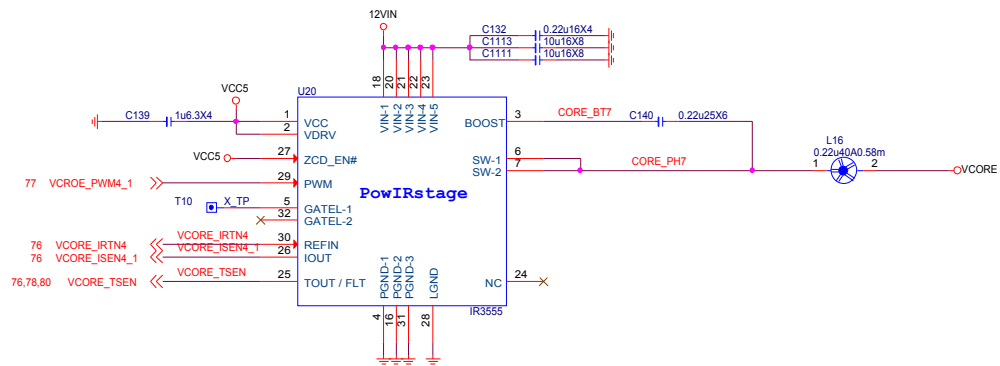 12VIN
C132 0.22u16X4
C1113 10u16X8
C1111 10u16X8
18 20 21 22 23
VCC5
U20
VIN-1 VIN-2 VIN-3 VIN-4 VIN-5
C139 1u6.3X4
1 VCC
2 VDRV
BOOST 3 CORE_BT7 C140 0.22u25X6
L16
0.22u40A0.58m
VCC5 27 ZCD_EN#
SW-1 6
SW-2 7 CORE_PH7 1 2 VCORE
77 VCROE_PWM4_1 29 PWM
PowIRstage
T10 X_TP 5 GATEL-1
32 GATEL-2
76 VCORE_IRTN4 VCORE_IRTN4 30 REFIN
76 VCORE_ISEN4_1 VCORE_ISEN4_1 26 IOUT
76,78,80 VCORE_TSEN VCORE_TSEN 25 TOUT / FLT
NC 24
PGND-1 PGND-2 PGND-3 LGND
IR3555
4 16 31 28